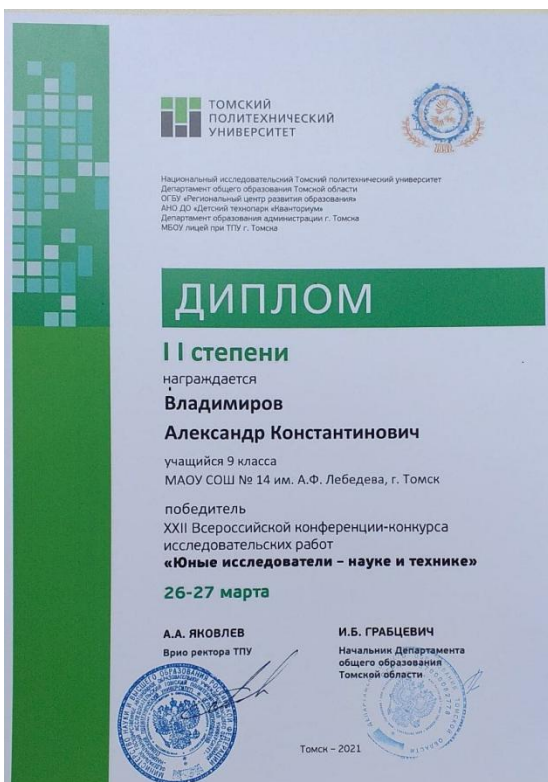 ТОМСКИЙ
ПОЛИТЕХНИЧЕСКИЙ
УНИВЕРСИТЕТ
Национальный исследовательский Томский политехнический университет
Департамент общего образования Томской области
ОГБУ «Региональный центр развития образования»
АНО ДО «Детский технопарк «Кванториум»
Департамент образования администрации г. Томска
МБОУ лицей при ТПУ г. Томска
ДИПЛОМ
II степени
награждается
Владимиров
Александр Константинович
учащийся 9 класса
МАОУ СОШ № 14 им. А.Ф. Лебедева, г. Томск
победитель
XXII Всероссийской конференции-конкурса
исследовательских работ
«Юные исследователи – науке и технике»
26-27 марта
А.А. ЯКОВЛЕВ
Врио ректора ТПУ
И.Б. ГРАБЦЕВИЧ
Начальник Департамента
общего образования
Томской области
Томск – 2021